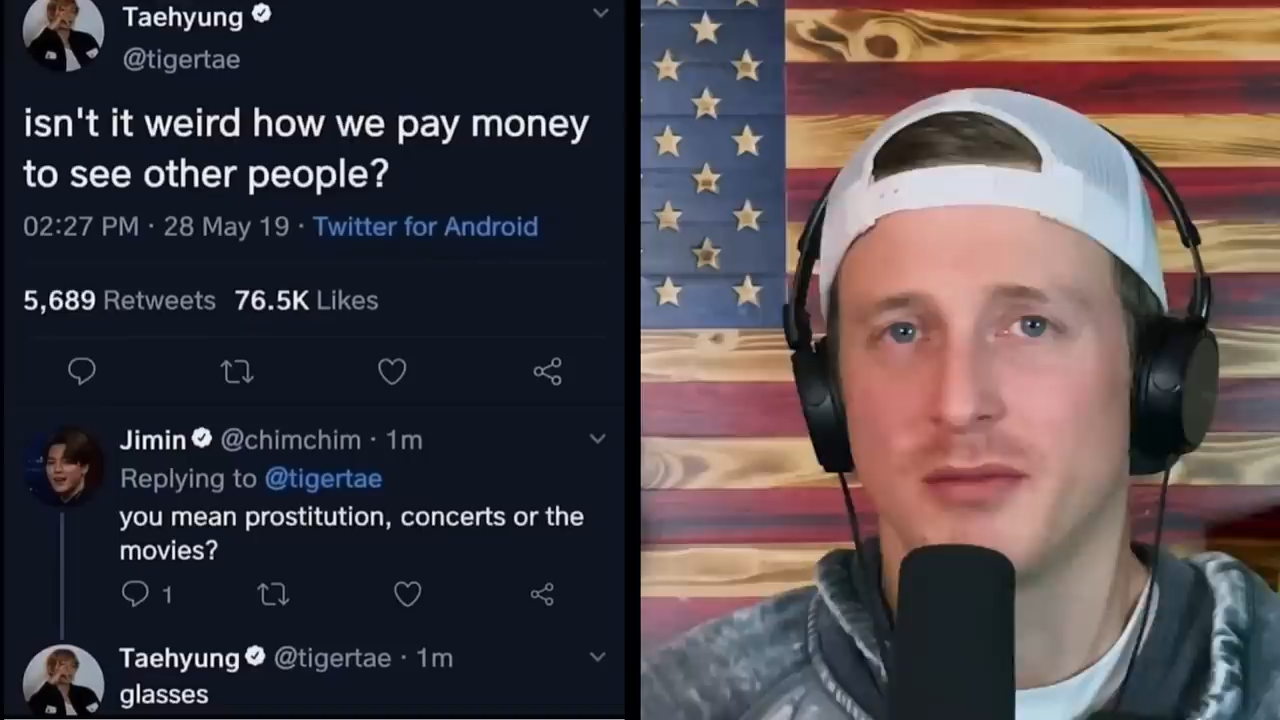 Taehyung
@tigertae
isn't it weird how we pay money
to see other people?
02:27 PM · 28 May 19 · Twitter for Android
5,689 Retweets 76.5K Likes
Jimin @chimchim · 1m
Replying to @tigertae
you mean prostitution, concerts or the
movies?
1
Taehyung @tigertae · 1m
glasses